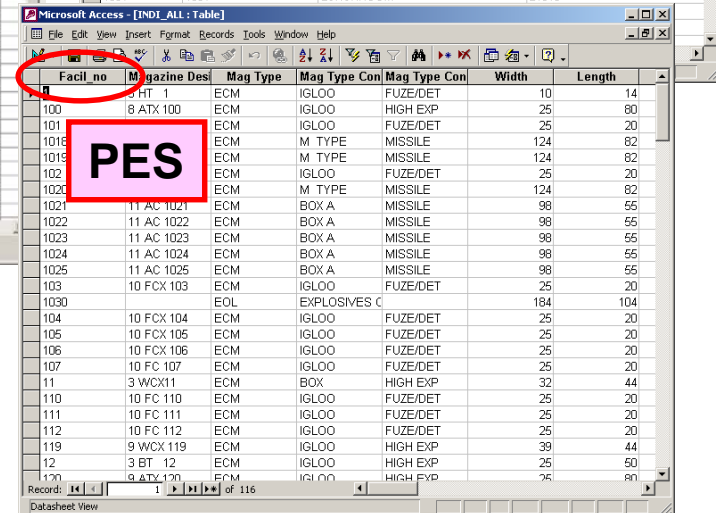 Microsoft Access - [INDI_ALL : Table]
File Edit View Insert Format Records Tools Window Help
Facil_no Magazine Desi Mag Type Mag Type Con Mag Type Con Width Length
1 3 HT 1 ECM IGLOO FUZE/DET 10 14
100 8 ATX 100 ECM IGLOO HIGH EXP 25 80
101 ECM IGLOO FUZE/DET 25 20
1018 ECM M TYPE MISSILE 124 82
1019 ECM M TYPE MISSILE 124 82
102 ECM IGLOO FUZE/DET 25 20
1020 ECM M TYPE MISSILE 124 82
PES
1021 11 AC 1021 ECM BOX A MISSILE 98 55
1022 11 AC 1022 ECM BOX A MISSILE 98 55
1023 11 AC 1023 ECM BOX A MISSILE 98 55
1024 11 AC 1024 ECM BOX A MISSILE 98 55
1025 11 AC 1025 ECM BOX A MISSILE 98 55
103 10 FCX 103 ECM IGLOO FUZE/DET 25 20
1030 EOL EXPLOSIVES 184 104
104 10 FCX 104 ECM IGLOO FUZE/DET 25 20
105 10 FCX 105 ECM IGLOO FUZE/DET 25 20
106 10 FCX 106 ECM IGLOO FUZE/DET 25 20
107 10 FC 107 ECM IGLOO FUZE/DET 25 20
11 3 WCX11 ECM BOX HIGH EXP 32 44
110 10 FC 110 ECM IGLOO FUZE/DET 25 20
111 10 FC 111 ECM IGLOO FUZE/DET 25 20
112 10 FC 112 ECM IGLOO FUZE/DET 25 20
119 9 WCX 119 ECM IGLOO HIGH EXP 39 44
12 3 BT 12 ECM IGLOO HIGH EXP 25 50
120 9 ATX 120 ECM IGLOO HIGH EXP 25 80
Record: 1 of 116
Datasheet View